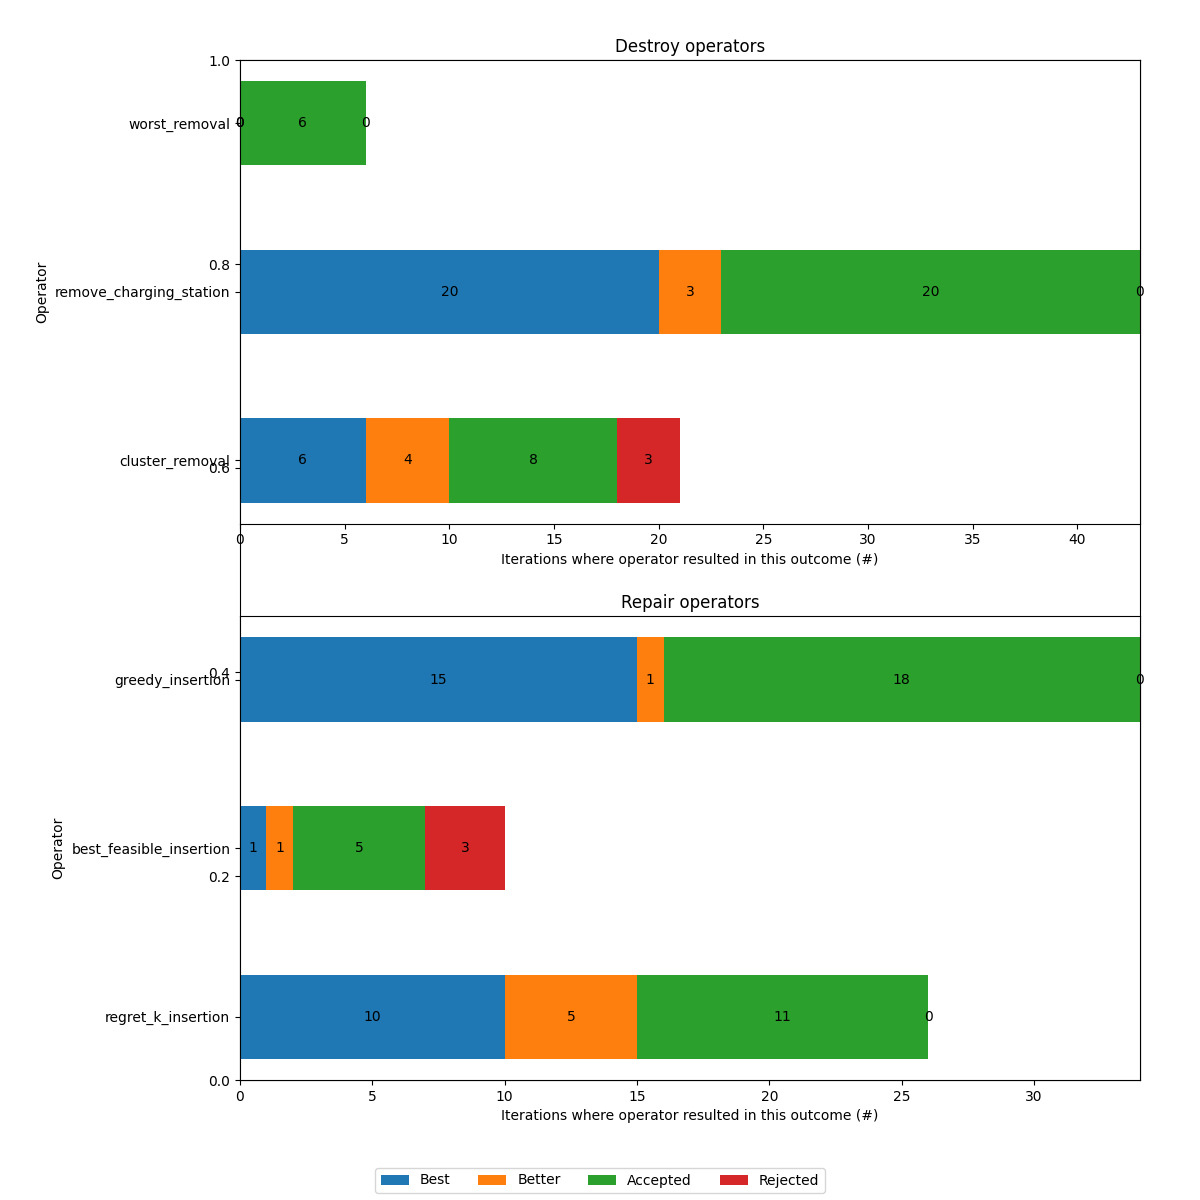 Destroy operators
1.0
worst_removal
0 0 6 0
0.8
Operator
remove_charging_station
20 3 20 0
cluster_removal
0.6
6 4 8 3
0 5 10 15 20 25 30 35 40
Iterations where operator resulted in this outcome (#)
Repair operators
0.4
greedy_insertion
15 1 18 0
Operator
best_feasible_insertion
1 1 5 3
0.2
regret_k_insertion
10 5 11 0
0.0
0 5 10 15 20 25 30
Iterations where operator resulted in this outcome (#)
Best Better Accepted Rejected